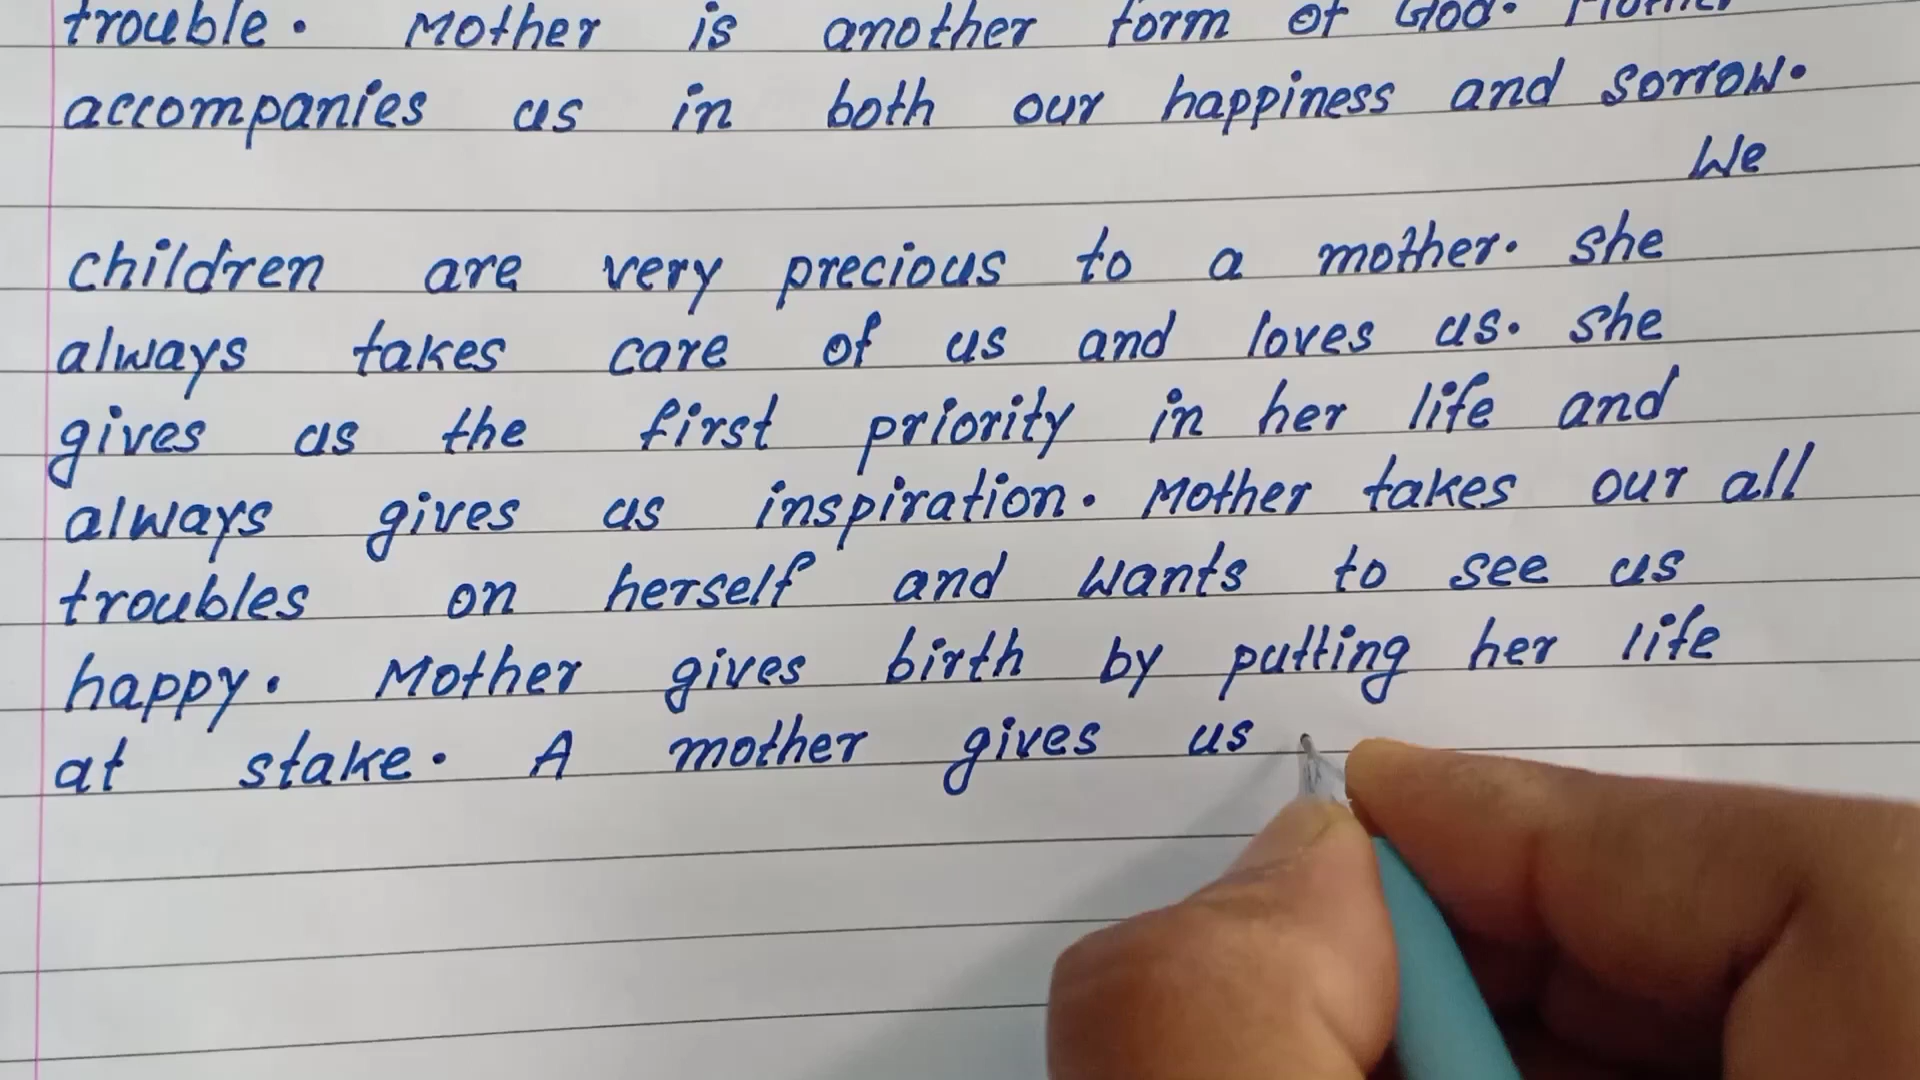 trouble. Mother is another form of God. Mother
accompanies us in both our happiness and sorrow.
We
children are very precious to a mother. she
always takes care of us and loves us. she
gives us the first priority in her life and
always gives us inspiration. Mother takes our all
troubles on herself and wants to see us
happy. Mother gives birth by putting her life
at stake. A mother gives us